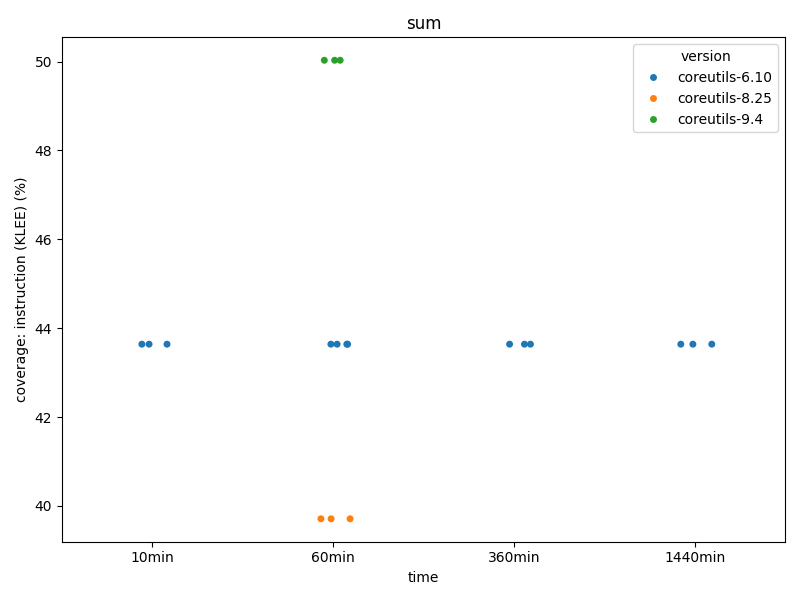 sum
version
coreutils-6.10
coreutils-8.25
coreutils-9.4
coverage: instruction (KLEE) (%)
50
48
46
44
42
40
10min
60min
360min
1440min
time